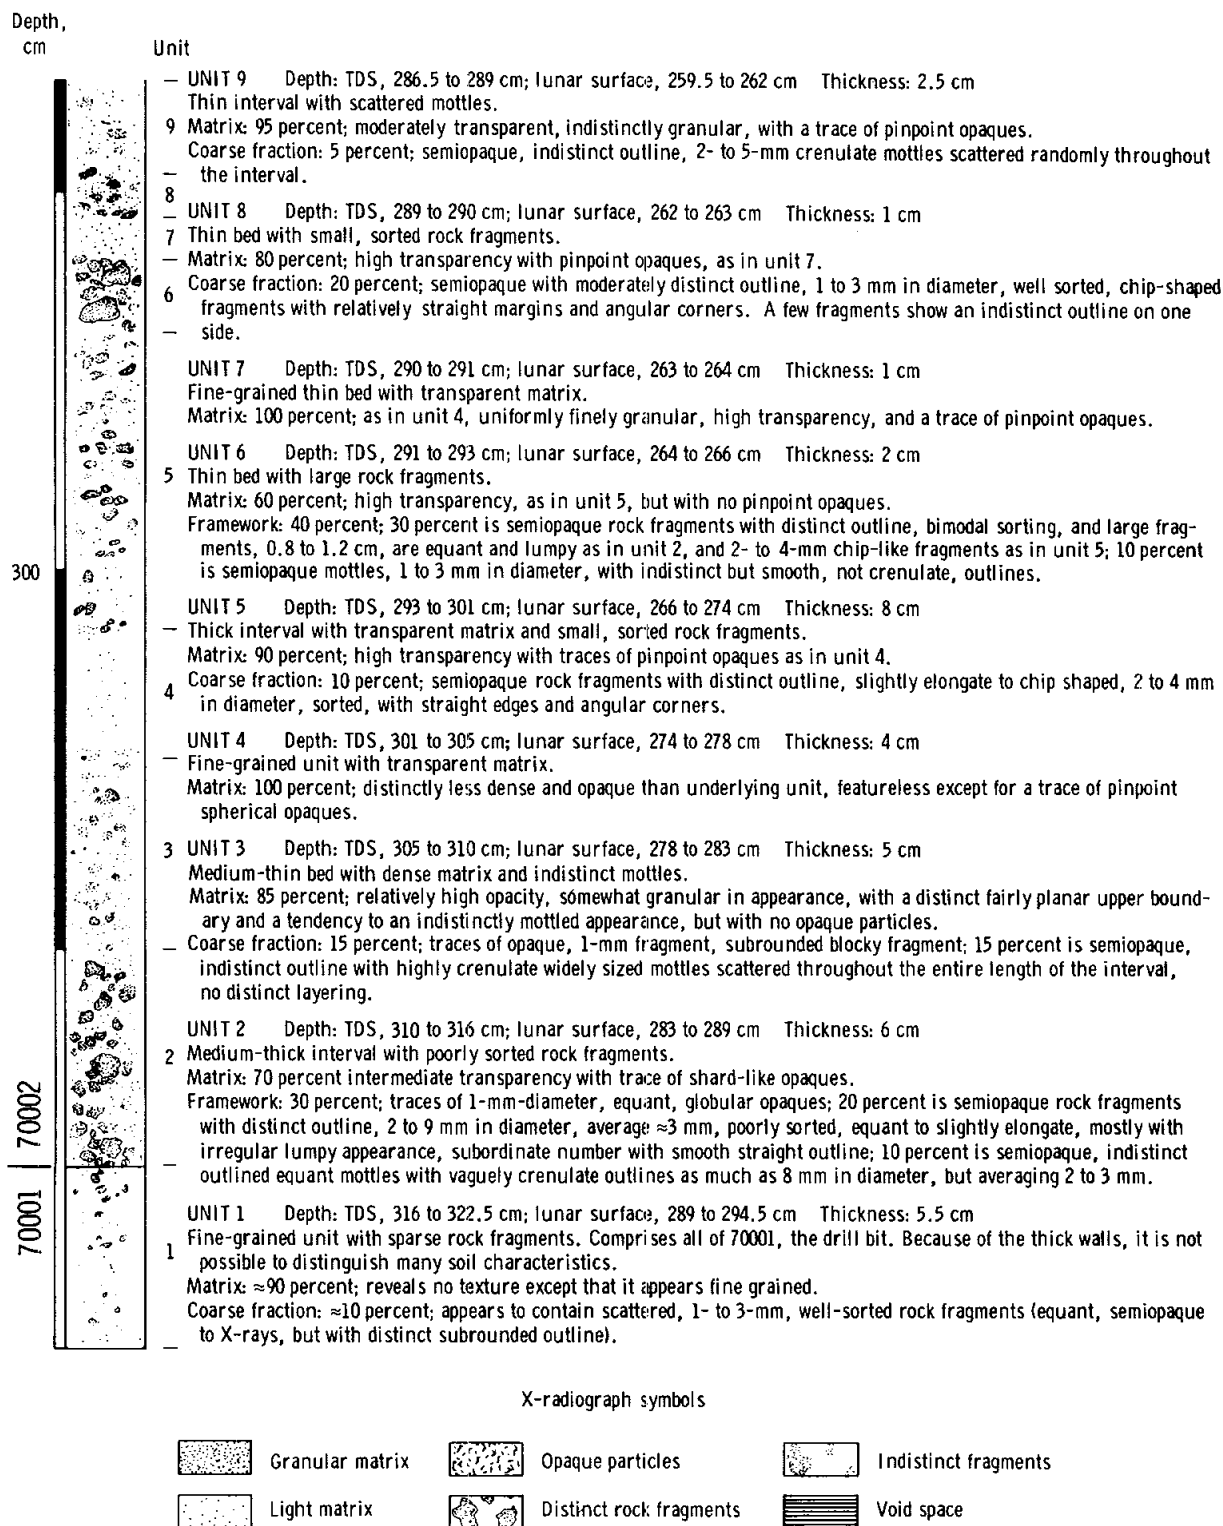 Depth,
cm
Unit
UNIT 9 Depth: TDS, 286.5 to 289 cm; lunar surface, 259.5 to 262 cm Thickness: 2.5 cm
Thin interval with scattered mottles.
9 Matrix: 95 percent; moderately transparent, indistinctly granular, with a trace of pinpoint opaques.
Coarse fraction: 5 percent; semiopaque, indistinct outline, 2- to 5-mm crenulate mottles scattered randomly throughout
the interval.
8
UNIT 8 Depth: TDS, 289 to 290 cm; lunar surface, 262 to 263 cm Thickness: 1 cm
7 Thin bed with small, sorted rock fragments.
Matrix: 80 percent; high transparency with pinpoint opaques, as in unit 7.
6 Coarse fraction: 20 percent; semiopaque with moderately distinct outline, 1 to 3 mm in diameter, well sorted, chip-shaped
fragments with relatively straight margins and angular corners. A few fragments show an indistinct outline on one
side.
UNIT 7 Depth: TDS, 290 to 291 cm; lunar surface, 263 to 264 cm Thickness: 1 cm
Fine-grained thin bed with transparent matrix.
Matrix: 100 percent; as in unit 4, uniformly finely granular, high transparency, and a trace of pinpoint opaques.
UNIT 6 Depth: TDS, 291 to 293 cm; lunar surface, 264 to 266 cm Thickness: 2 cm
5 Thin bed with large rock fragments.
Matrix: 60 percent; high transparency, as in unit 5, but with no pinpoint opaques.
Framework: 40 percent; 30 percent is semiopaque rock fragments with distinct outline, bimodal sorting, and large frag-
ments, 0.8 to 1.2 cm, are equant and lumpy as in unit 2, and 2- to 4-mm chip-like fragments as in unit 5; 10 percent
300 is semiopaque mottles, 1 to 3 mm in diameter, with indistinct but smooth, not crenulate, outlines.
UNIT 5 Depth: TDS, 293 to 301 cm; lunar surface, 266 to 274 cm Thickness: 8 cm
Thick interval with transparent matrix and small, sorted rock fragments.
Matrix: 90 percent; high transparency with traces of pinpoint opaques as in unit 4.
4 Coarse fraction: 10 percent; semiopaque rock fragments with distinct outline, slightly elongate to chip shaped, 2 to 4 mm
in diameter, sorted, with straight edges and angular corners.
UNIT 4 Depth: TDS, 301 to 305 cm; lunar surface, 274 to 278 cm Thickness: 4 cm
Fine-grained unit with transparent matrix.
Matrix: 100 percent; distinctly less dense and opaque than underlying unit, featureless except for a trace of pinpoint
spherical opaques.
3 UNIT 3 Depth: TDS, 305 to 310 cm; lunar surface, 278 to 283 cm Thickness: 5 cm
Medium-thin bed with dense matrix and indistinct mottles.
Matrix: 85 percent; relatively high opacity, somewhat granular in appearance, with a distinct fairly planar upper bound-
ary and a tendency to an indistinctly mottled appearance, but with no opaque particles.
Coarse fraction: 15 percent; traces of opaque, 1-mm fragment, subrounded blocky fragment; 15 percent is semiopaque,
indistinct outline with highly crenulate widely sized mottles scattered throughout the entire length of the interval,
no distinct layering.
UNIT 2 Depth: TDS, 310 to 316 cm; lunar surface, 283 to 289 cm Thickness: 6 cm
2 Medium-thick interval with poorly sorted rock fragments.
Matrix: 70 percent intermediate transparency with trace of shard-like opaques.
Framework: 30 percent; traces of 1-mm-diameter, equant, globular opaques; 20 percent is semiopaque rock fragments
with distinct outline, 2 to 9 mm in diameter, average ≈3 mm, poorly sorted, equant to slightly elongate, mostly with
irregular lumpy appearance, subordinate number with smooth straight outline; 10 percent is semiopaque, indistinct
outlined equant mottles with vaguely crenulate outlines as much as 8 mm in diameter, but averaging 2 to 3 mm.
70002
70001
UNIT 1 Depth: TDS, 316 to 322.5 cm; lunar surface, 289 to 294.5 cm Thickness: 5.5 cm
1 Fine-grained unit with sparse rock fragments. Comprises all of 70001, the drill bit. Because of the thick walls, it is not
possible to distinguish many soil characteristics.
Matrix: ≈90 percent; reveals no texture except that it appears fine grained.
Coarse fraction: ≈10 percent; appears to contain scattered, 1- to 3-mm, well-sorted rock fragments (equant, semiopaque
to X-rays, but with distinct subrounded outline).
X-radiograph symbols
Granular matrix Opaque particles Indistinct fragments
Light matrix Distinct rock fragments Void space